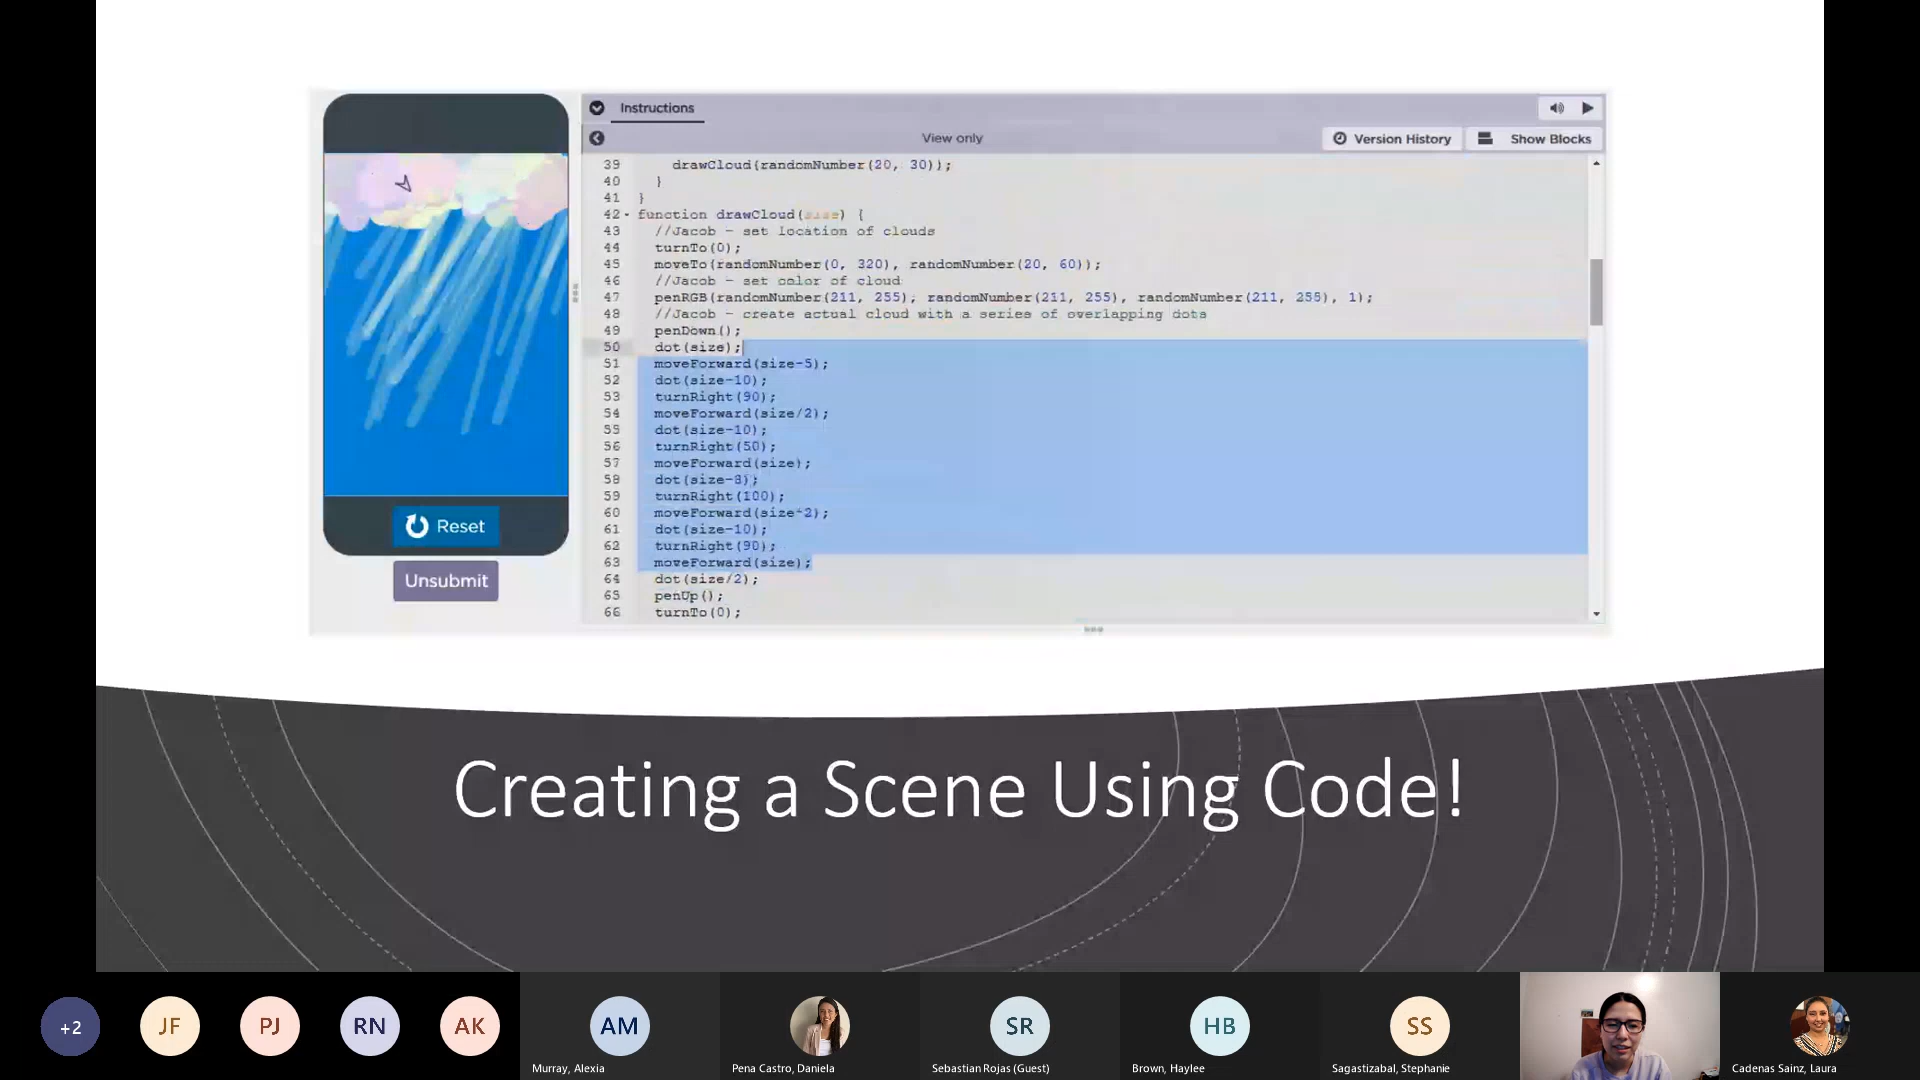 Instructions
View only
Version History
Show Blocks
39 drawCloud(randomNumber(20, 30));
40 }
41 }
42 function drawCloud(size) {
43 //Jacob - set location of clouds
44 turnTo(0);
45 moveTo(randomNumber(0, 320), randomNumber(20, 60));
46 //Jacob - set color of cloud
47 penRGB(randomNumber(211, 255), randomNumber(211, 255), randomNumber(211, 255), 1);
48 //Jacob - create actual cloud with a series of overlapping dots
49 penDown();
50 dot(size);
51 moveForward(size-5);
52 dot(size-10);
53 turnRight(90);
54 moveForward(size/2);
55 dot(size-10);
56 turnRight(50);
57 moveForward(size);
58 dot(size-8);
59 turnRight(100);
60 moveForward(size*2);
61 dot(size-10);
62 turnRight(90);
63 moveForward(size);
64 dot(size/2);
65 penUp();
66 turnTo(0);
Reset
Unsubmit
Creating a Scene Using Code!
+2
JF
PJ
RN
AK
AM
SR
HB
SS
Murray, Alexia
Pena Castro, Daniela
Sebastian Rojas (Guest)
Brown, Haylee
Sagastizabal, Stephanie
Cadenas Sainz, Laura